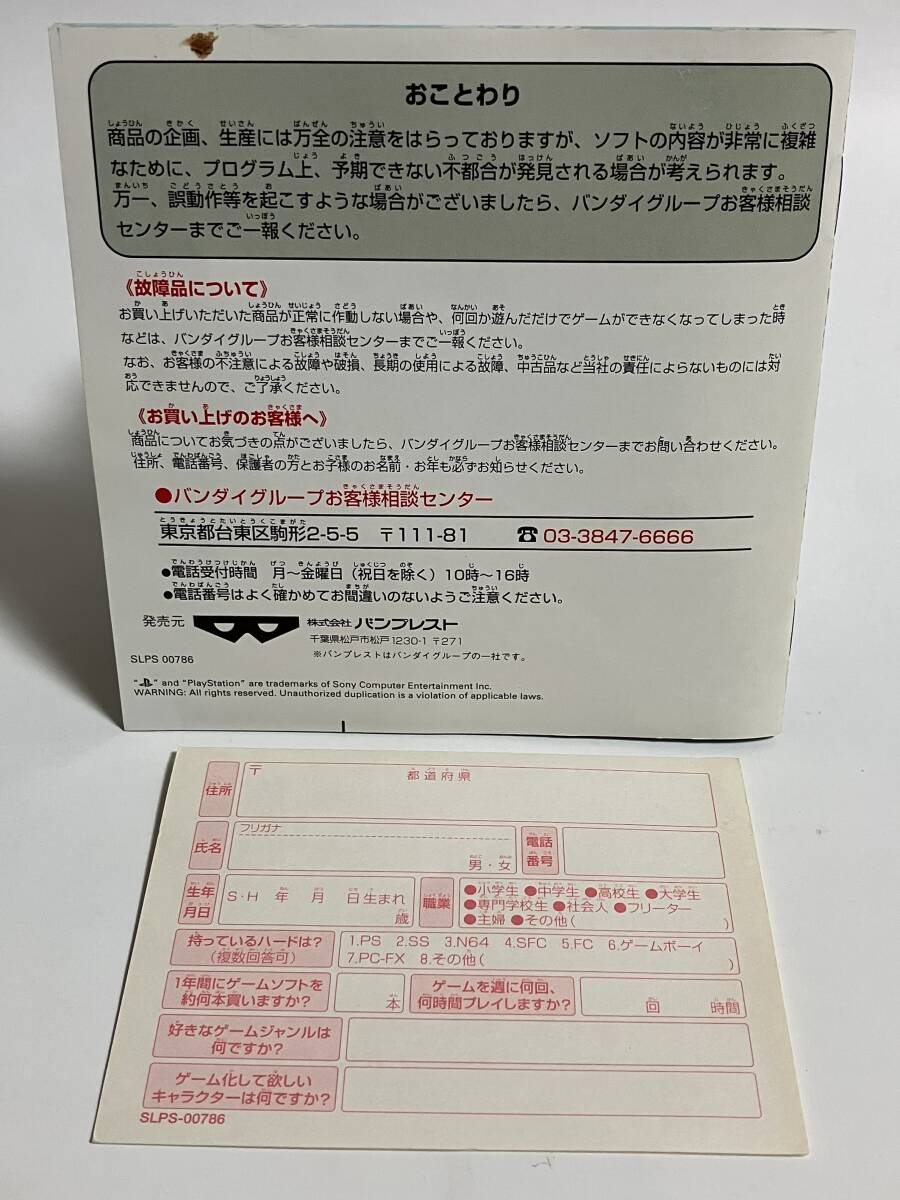 おことわり
商品の企画、生産には万全の注意をはらっておりますが、ソフトの内容が非常に複雑
なために、プログラム上、予期できない不都合が発見される場合が考えられます。
万一、誤動作等を起こすような場合がございましたら、バンダイグループお客様相談
センターまでご一報ください。
《故障品について》
お買い上げいただいた商品が正常に作動しない場合や、何回か遊んだだけでゲームができなくなってしまった時
などは、バンダイグループお客様相談センターまでご一報ください。
なお、お客様の不注意による故障や破損、長期の使用による故障、中古品など当社の責任によらないものには対
応できませんので、ご了承ください。
《お買い上げのお客様へ》
商品についてお気づきの点がございましたら、バンダイグループお客様相談センターまでお問い合わせください。
住所、電話番号、保護者の方とお子様のお名前・お年も必ずお知らせください。
●バンダイグループお客様相談センター
東京都台東区駒形2-5-5 〒111-81 ☎03-3847-6666
●電話受付時間 月〜金曜日（祝日を除く）10時〜16時
●電話番号はよく確かめてお間違いのないようご注意ください。
発売元 株式会社 バンプレスト
千葉県松戸市松戸1230-1 〒271
※バンプレストはバンダイグループの一社です。
SLPS 00786
" " and "PlayStation" are trademarks of Sony Computer Entertainment Inc.
WARNING: All rights reserved. Unauthorized duplication is a violation of applicable laws.
住所 〒 都道府県
氏名 フリガナ 男・女 電話番号
生年月日 S・H 年 月 日生まれ 歳 職業 ●小学生 ●中学生 ●高校生 ●大学生
●専門学校生 ●社会人 ●フリーター
●主婦 ●その他( )
持っているハードは？ 1.PS 2.SS 3.N64 4.SFC 5.FC 6.ゲームボーイ
（複数回答可） 7.PC-FX 8.その他( )
1年間にゲームソフトを
約何本買いますか？ 本
ゲームを週に何回、
何時間プレイしますか？ 回 時間
好きなゲームジャンルは
何ですか？
ゲーム化して欲しい
キャラクターは何ですか？
SLPS-00786